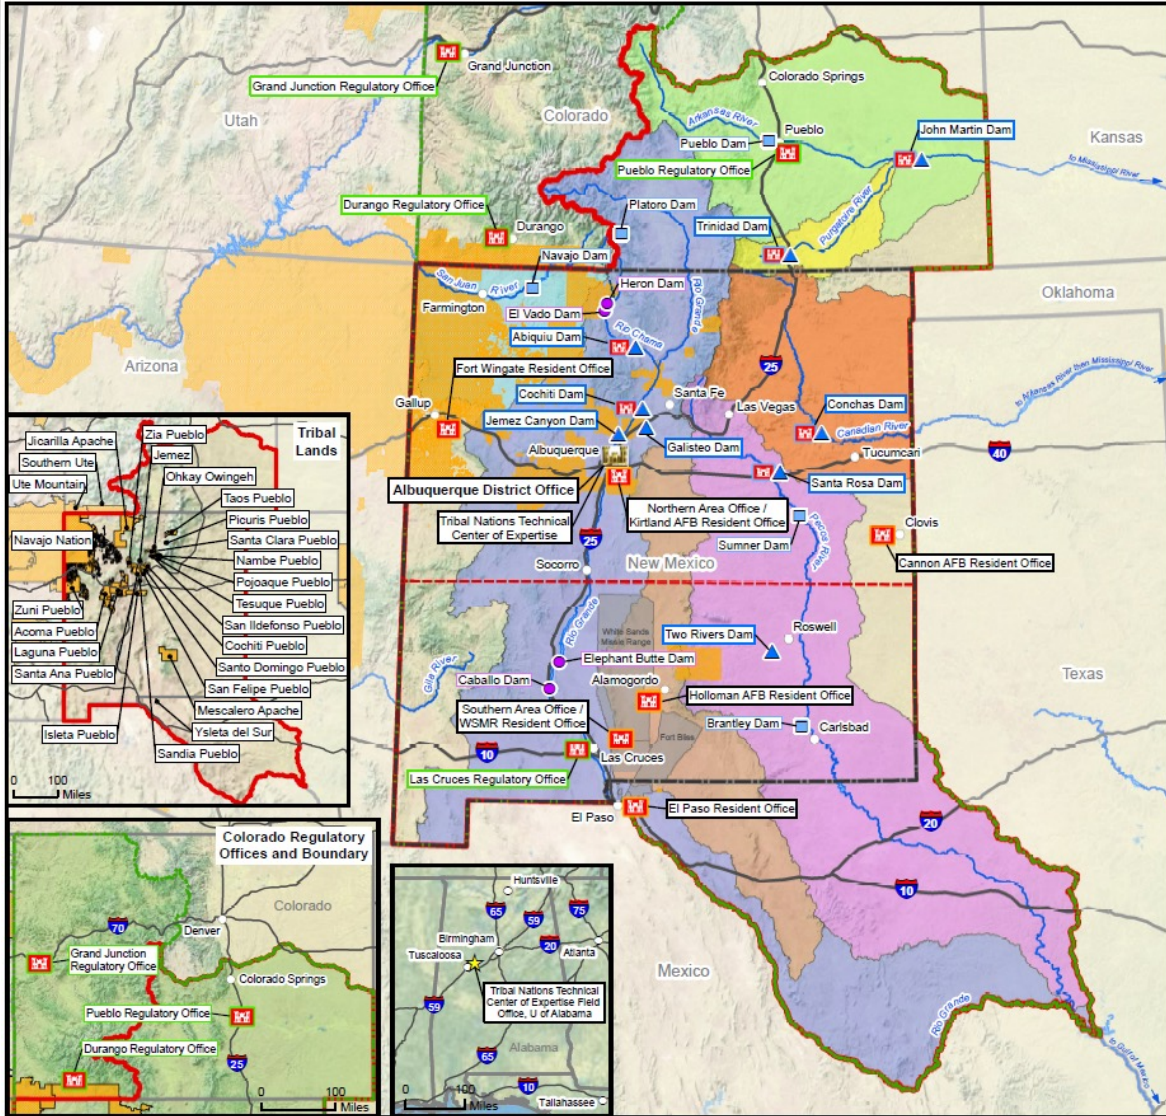 Grand Junction
Grand Junction Regulatory Office
Colorado Springs
Utah
Colorado
Arkansas River
Pueblo
John Martin Dam
Kansas
Pueblo Dam
Pueblo Regulatory Office
to Mississippi River
Durango Regulatory Office
Platoro Dam
Purgatoire River
Durango
Trinidad Dam
Navajo Dam
San Juan River
Heron Dam
Rio Grande
Oklahoma
Farmington
El Vado Dam
Rio Chama
Abiquiu Dam
Arizona
Fort Wingate Resident Office
25
to Arkansas River then Mississippi River
Gallup
Cochiti Dam
Santa Fe
Las Vegas
Conchas Dam
Jemez Canyon Dam
Canadian River
Galisteo Dam
Albuquerque
Tucumcari
40
Santa Rosa Dam
Albuquerque District Office
Northern Area Office /
Kirtland AFB Resident Office
Tribal Nations Technical
Center of Expertise
Pecos River
Clovis
25
Sumner Dam
Cannon AFB Resident Office
Socorro
New Mexico
Rio Grande
White Sands
Missile Range
Two Rivers Dam
Roswell
Gila River
Elephant Butte Dam
Texas
Caballo Dam
Alamogordo
Holloman AFB Resident Office
Southern Area Office /
WSMR Resident Office
Brantley Dam
Carlsbad
Fort Bliss
10
Las Cruces
Las Cruces Regulatory Office
El Paso
El Paso Resident Office
20
10
Mexico
Rio Grande
to Gulf of Mexico
Tribal
Lands
Jicarilla Apache
Zia Pueblo
Southern Ute
Jemez
Ute Mountain
Ohkay Owingeh
Taos Pueblo
Picuris Pueblo
Navajo Nation
Santa Clara Pueblo
Nambe Pueblo
Pojoaque Pueblo
Tesuque Pueblo
Zuni Pueblo
San Ildefonso Pueblo
Acoma Pueblo
Cochiti Pueblo
Laguna Pueblo
Santo Domingo Pueblo
Santa Ana Pueblo
San Felipe Pueblo
Mescalero Apache
Isleta Pueblo
Ysleta del Sur
Sandia Pueblo
0 100
Miles
Colorado Regulatory
Offices and Boundary
Colorado
70
Denver
Grand Junction
Regulatory Office
Colorado Springs
Pueblo Regulatory Office
Durango Regulatory Office
25
0 100
Miles
Huntsville
65
59
75
Birmingham
20
Tuscaloosa
Atlanta
Tribal Nations Technical
Center of Expertise Field
Office, U of Alabama
59
Alabama
65
10
0 100
Miles
Tallahassee